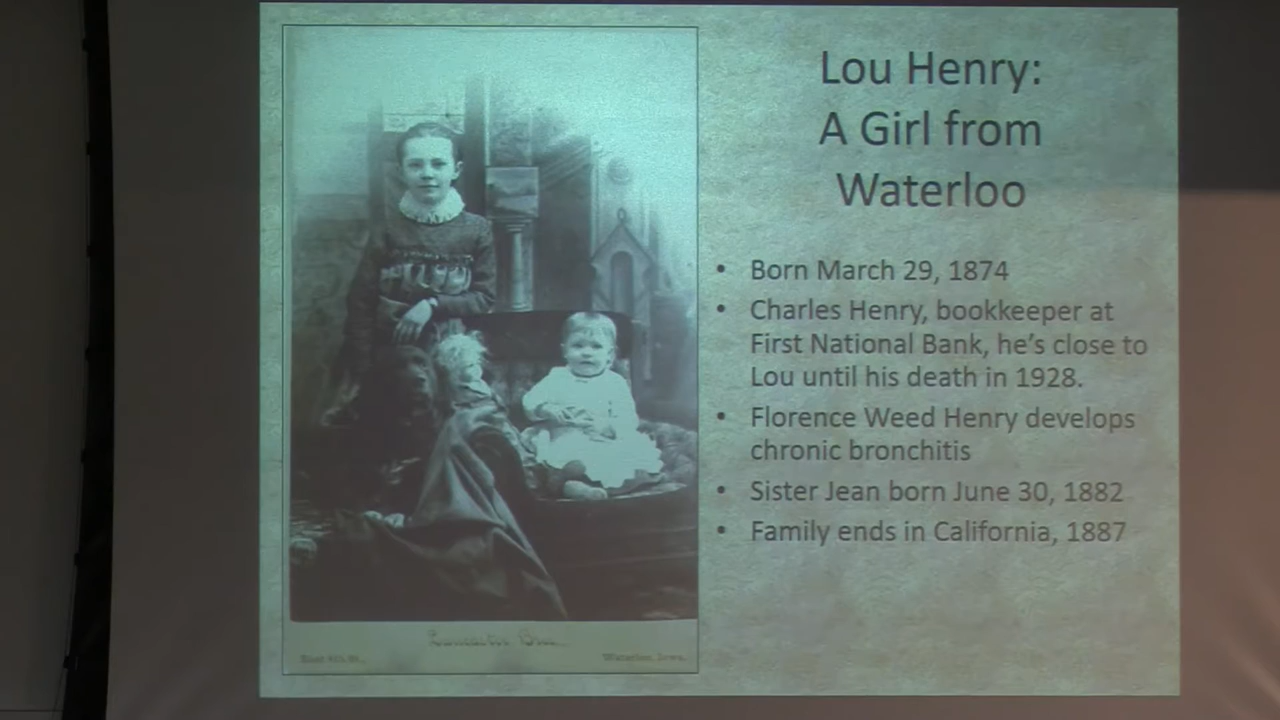 Lou Henry:
A Girl from
Waterloo
• Born March 29, 1874
• Charles Henry, bookkeeper at
First National Bank, he's close to
Lou until his death in 1928.
• Florence Weed Henry develops
chronic bronchitis
• Sister Jean born June 30, 1882
• Family ends in California, 1887
Waterloo, Iowa.